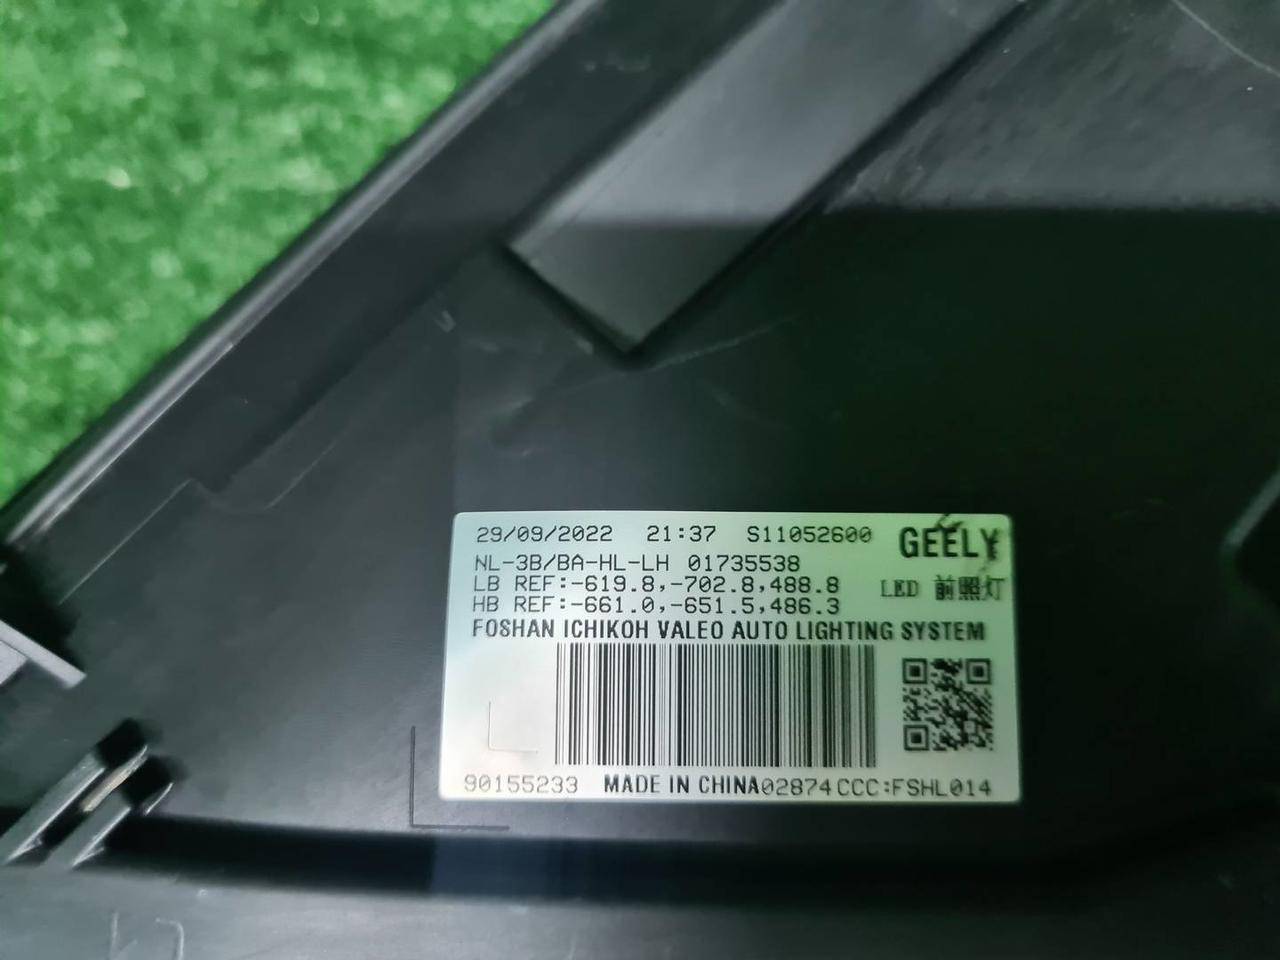 29/09/2022 21:37 S11052600 GEELY
NL-3B/BA-HL-LH 01735538
LB REF:-619.8,-702.8,488.8 LED 前照灯
HB REF:-661.0,-651.5,486.3
FOSHAN ICHIKOH VALEO AUTO LIGHTING SYSTEM
90155233 MADE IN CHINA02874 CCC:FSHL014